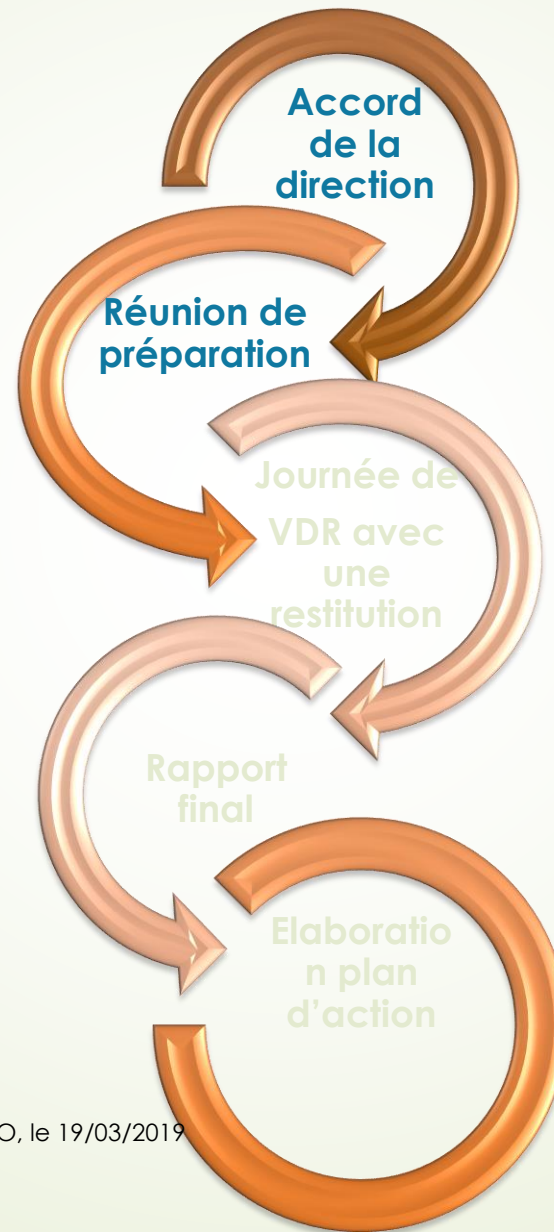 Accord
de la
direction
Réunion de
préparation
Journée de
VDR avec
une
restitution
Rapport
final
Elaboratio
n plan
d’action
O, le 19/03/2019